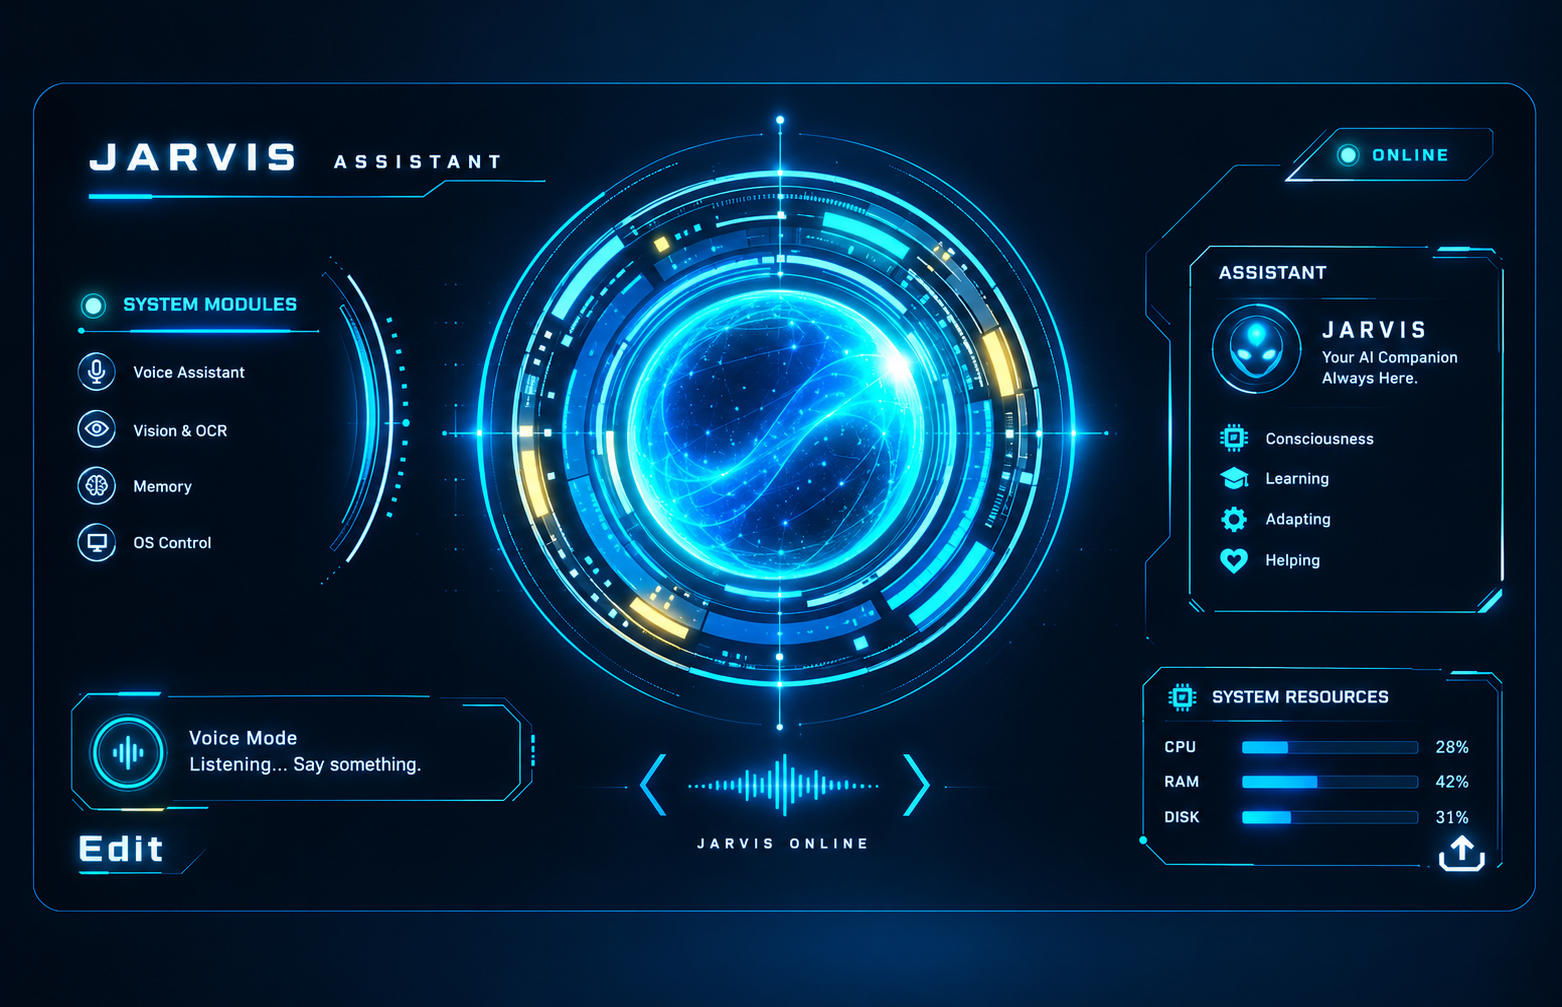 JARVIS ASSISTANT
ONLINE
SYSTEM MODULES
Voice Assistant
Vision & OCR
Memory
OS Control
ASSISTANT
JARVIS
Your AI Companion
Always Here.
Consciousness
Learning
Adapting
Helping
Voice Mode
Listening... Say something.
Edit
JARVIS ONLINE
SYSTEM RESOURCES
CPU 28%
RAM 42%
DISK 31%